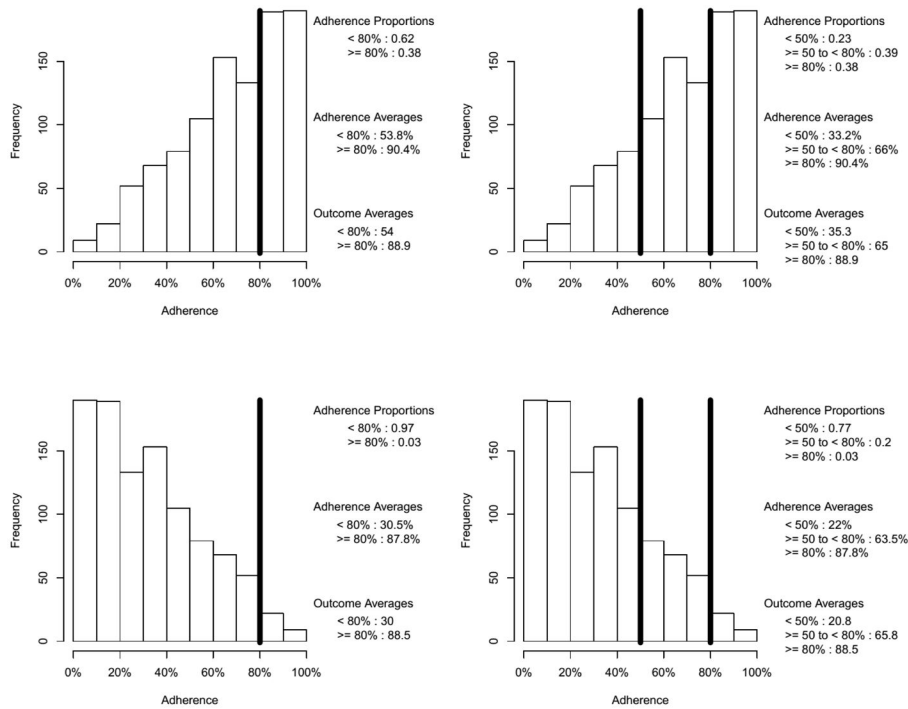 Adherence Proportions
< 80% : 0.62
>= 80% : 0.38
Adherence Averages
< 80% : 53.8%
>= 80% : 90.4%
Outcome Averages
< 80% : 54
>= 80% : 88.9
Frequency
0
50
100
150
0%
20%
40%
60%
80%
100%
Adherence
Adherence Proportions
< 50% : 0.23
>= 50 to < 80% : 0.39
>= 80% : 0.38
Adherence Averages
< 50% : 33.2%
>= 50 to < 80% : 66%
>= 80% : 90.4%
Outcome Averages
< 50% : 35.3
>= 50 to < 80% : 65
>= 80% : 88.9
Frequency
0
50
100
150
0%
20%
40%
60%
80%
100%
Adherence
Adherence Proportions
< 80% : 0.97
>= 80% : 0.03
Adherence Averages
< 80% : 30.5%
>= 80% : 87.8%
Outcome Averages
< 80% : 30
>= 80% : 88.5
Frequency
0
50
100
150
0%
20%
40%
60%
80%
100%
Adherence
Adherence Proportions
< 50% : 0.77
>= 50 to < 80% : 0.2
>= 80% : 0.03
Adherence Averages
< 50% : 22%
>= 50 to < 80% : 63.5%
>= 80% : 87.8%
Outcome Averages
< 50% : 20.8
>= 50 to < 80% : 65.8
>= 80% : 88.5
Frequency
0
50
100
150
0%
20%
40%
60%
80%
100%
Adherence